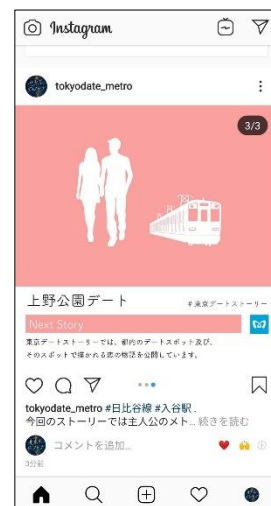 Instagram
tokyodate_metro
3/3
上野公園デート
#東京デートストーリー
Next Story
東京デートストーリーでは、都内のデートスポット及び、
そのスポットで描かれる恋の物語を公開しています。
tokyodate_metro #日比谷線 #入谷駅 .
今回のストーリーでは主人公のメト... 続きを読む
コメントを追加...
3分前